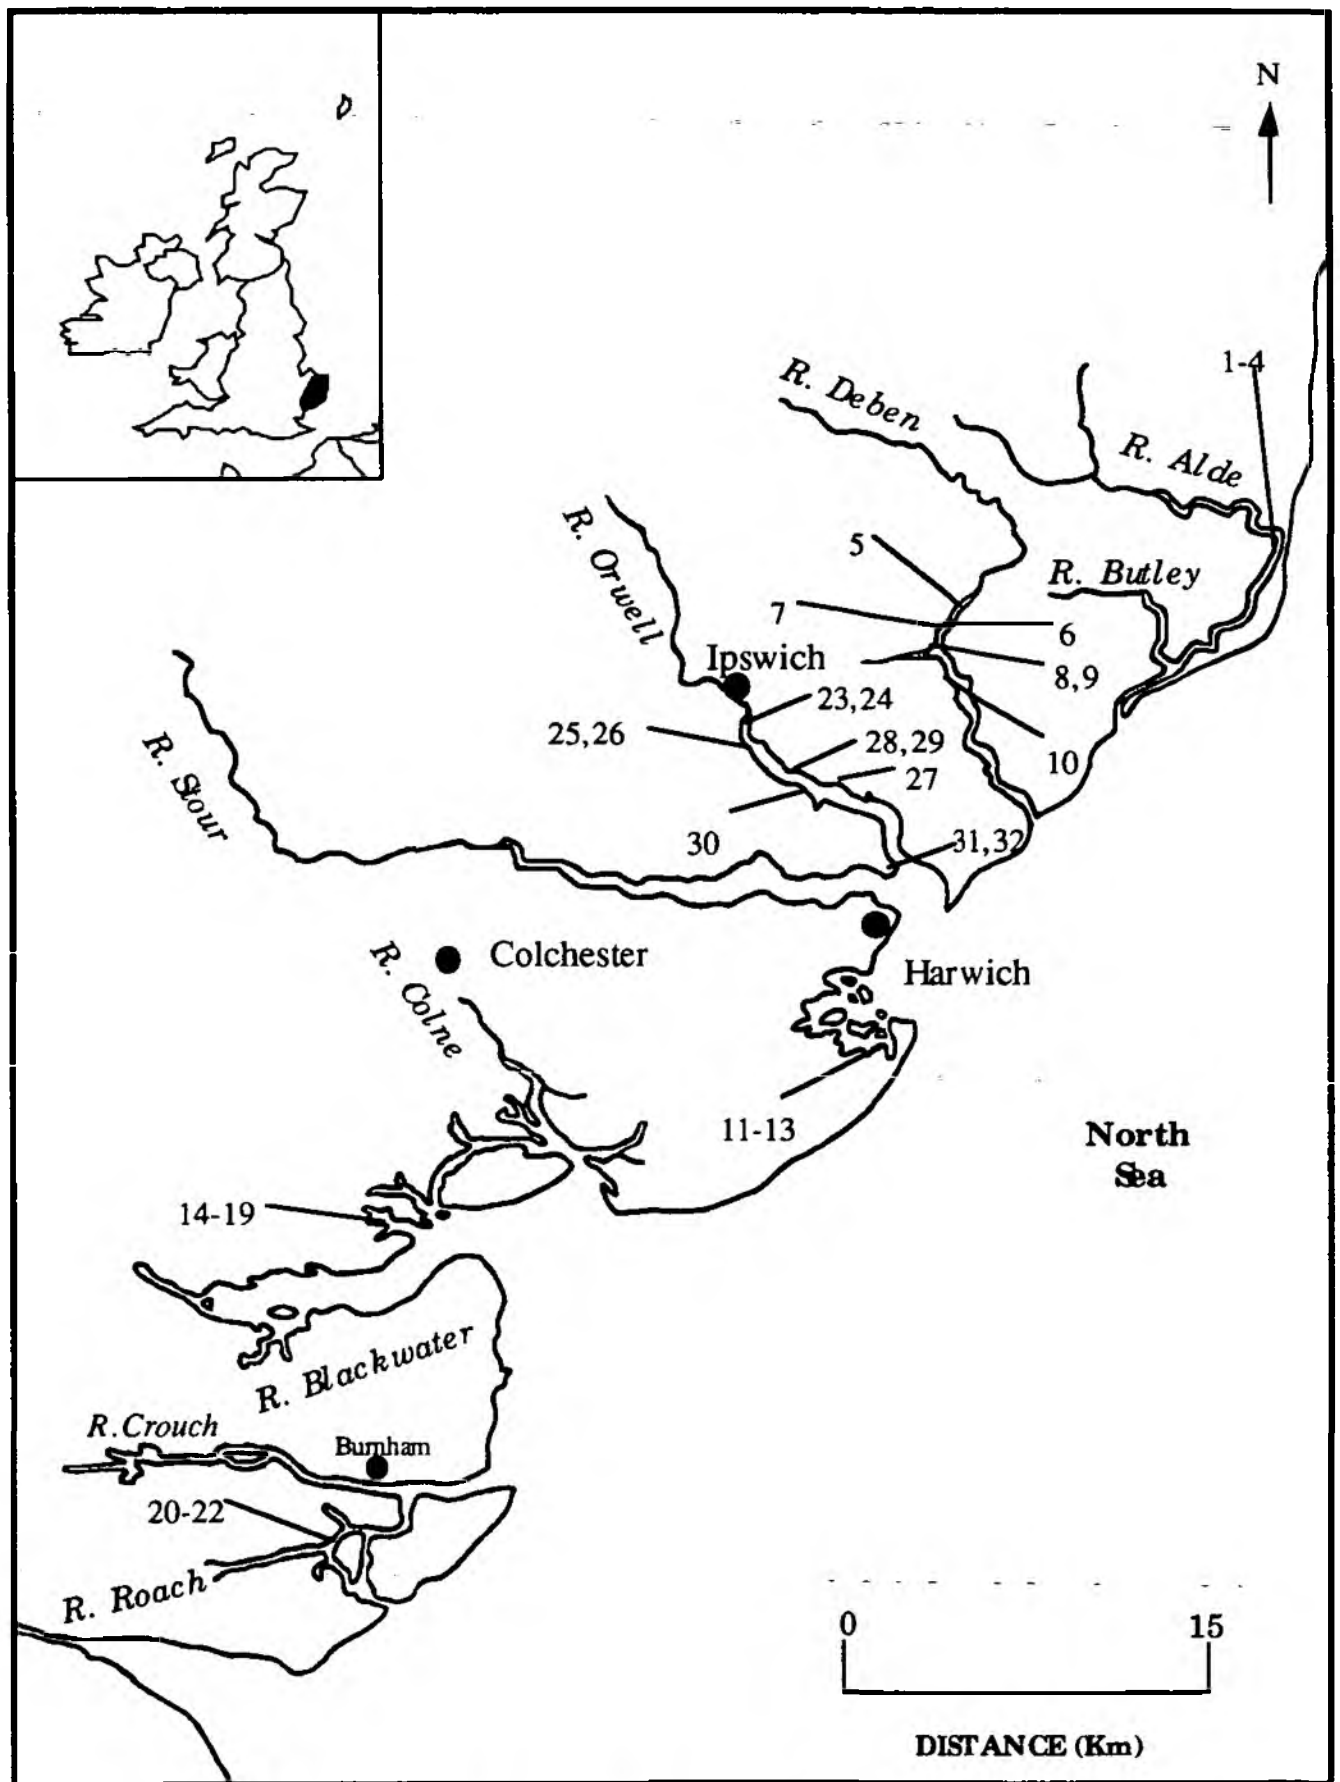 N
1-4
R. Deben
R. Alde
R. Orwell
5
R. Butley
7
6
Ipswich
8,9
23,24
25,26
28,29
10
27
R. Stour
30
31,32
Colchester
Harwich
R. Colne
11-13
North
Sea
14-19
R. Blackwater
R.Crouch
Burnham
20-22
R. Roach
0
15
DISTANCE (Km)